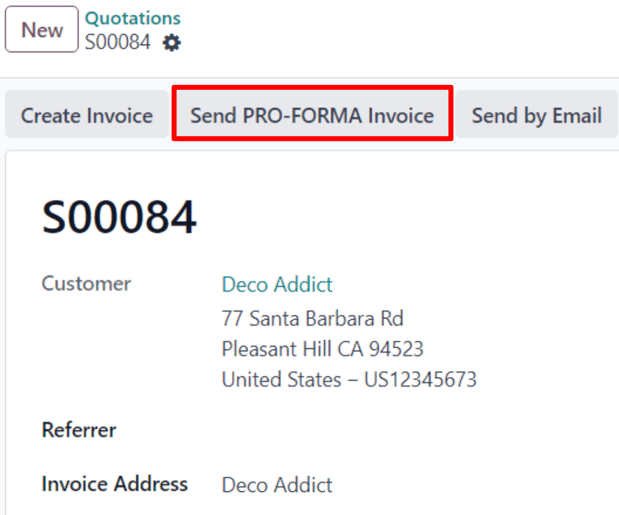 New
Quotations
S00084
Create Invoice
Send PRO-FORMA Invoice
Send by Email
S00084
Customer
Deco Addict
77 Santa Barbara Rd
Pleasant Hill CA 94523
United States – US12345673
Referrer
Invoice Address
Deco Addict